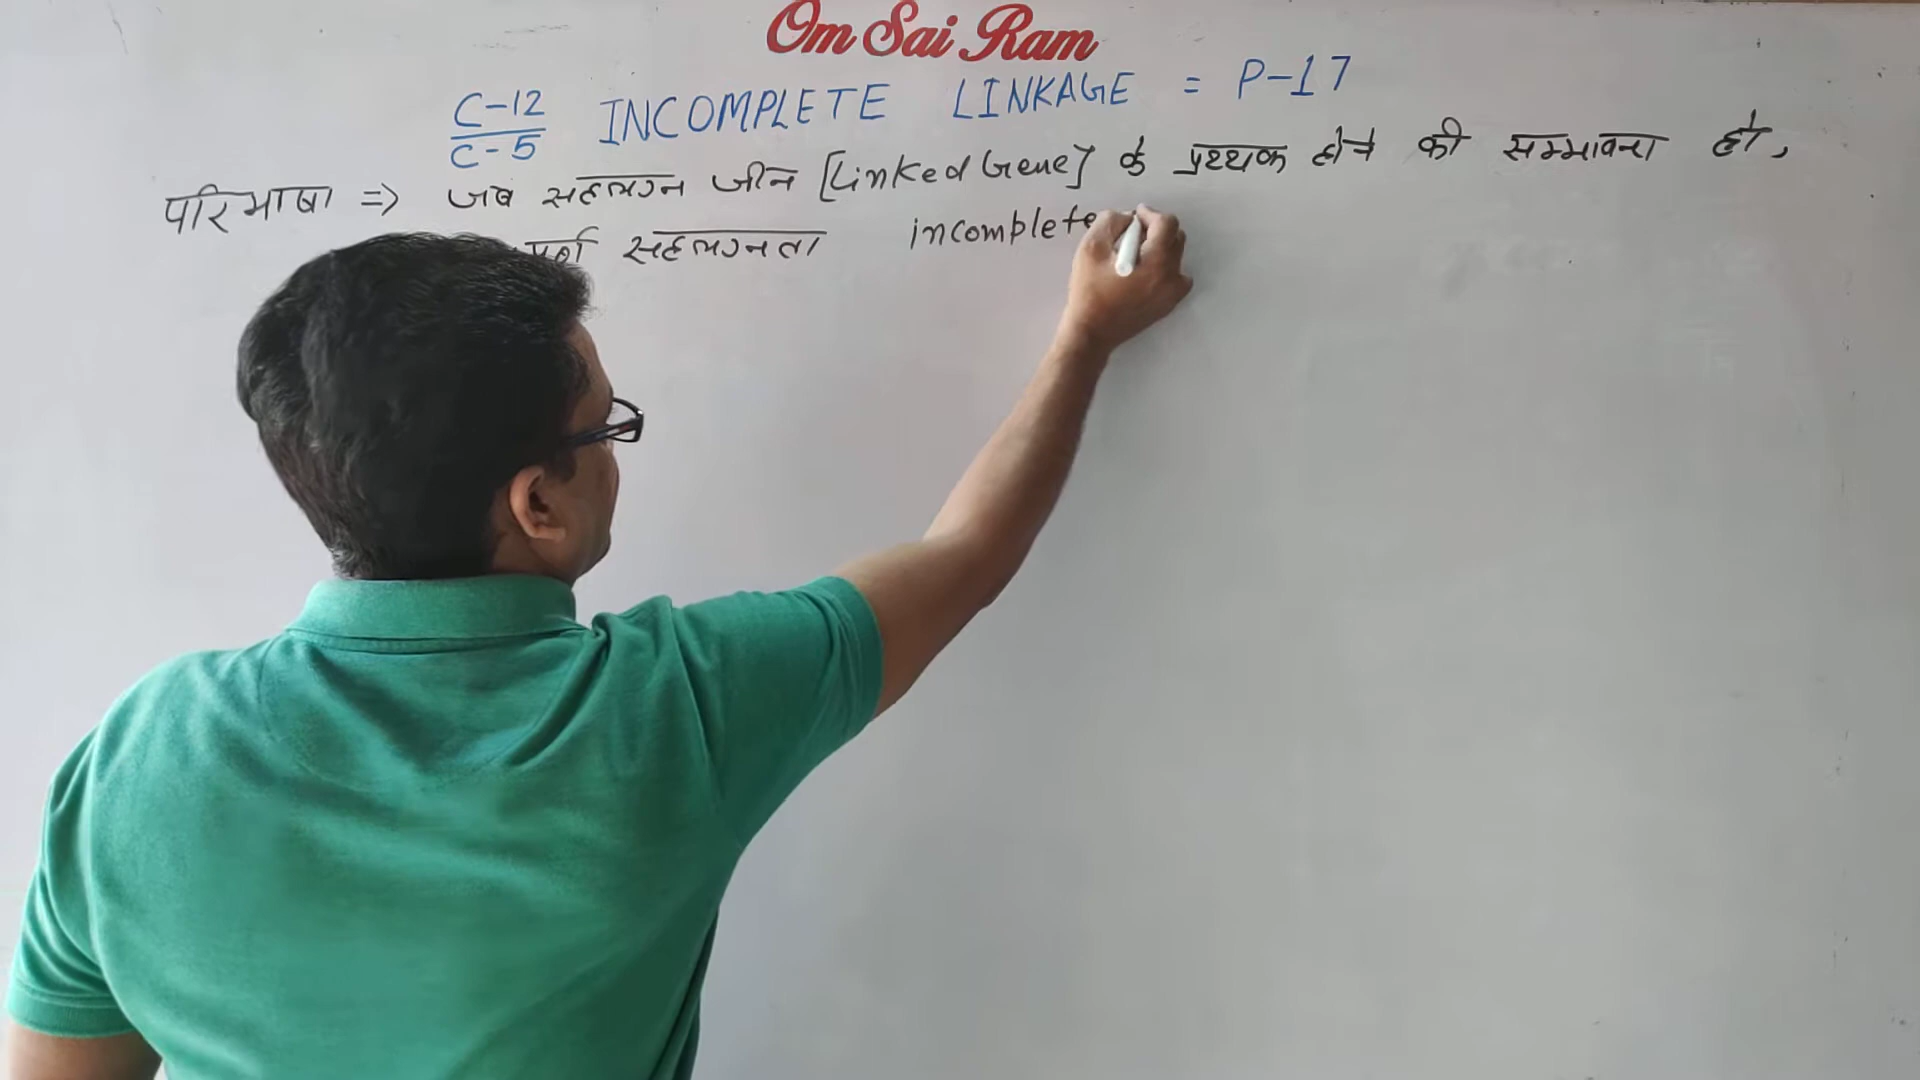 Om Sai Ram
C-12 INCOMPLETE LINKAGE = P-17
C-5
परिभाषा => जब सहलग्न जीन [Linked Gene] के प्रथ्थक होने की सम्भावना हो,
सहलग्नता incomplete